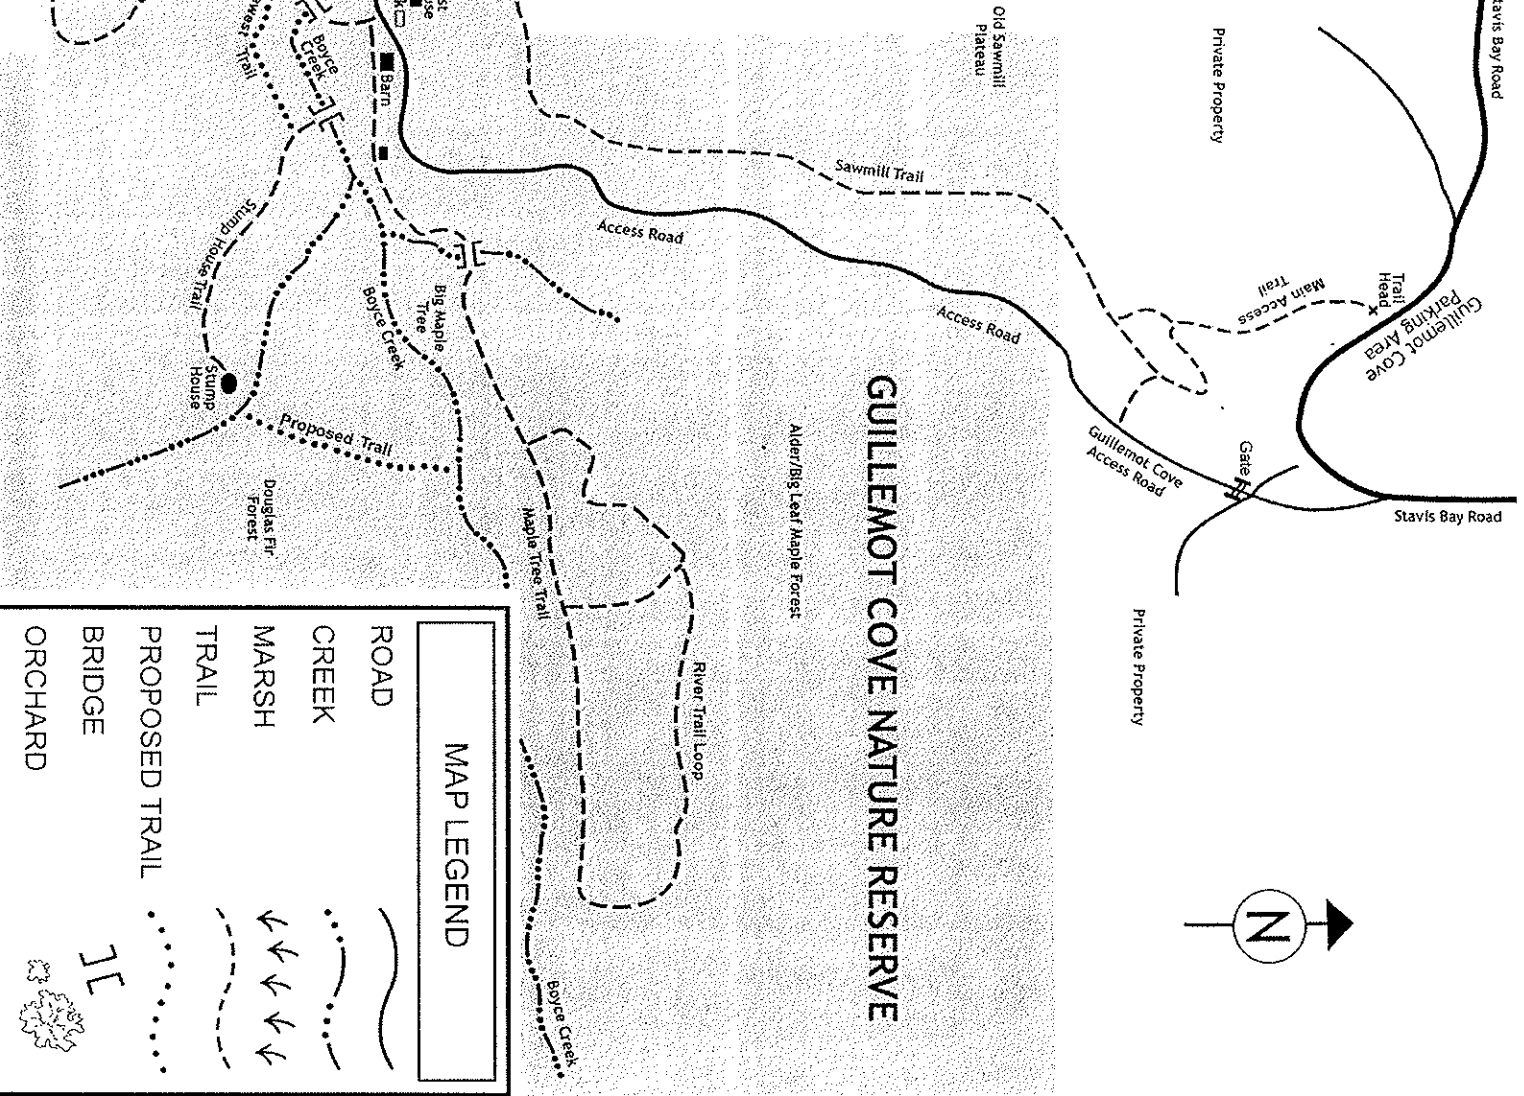 Stavis Bay Road
Private Property
Old Sawmill
Plateau
Trail
Head
Guillemot Cove
Parking Area
Main Access
Trail
Sawmill Trail
Access Road
Access Road
Guillemot Cove
Access Road
Gate
Stavis Bay Road
Private Property
GUILLEMOT COVE NATURE RESERVE
Alder/Big Leaf Maple Forest
River Trail Loop
Maple Tree Trail
Big Maple
Tree
Boyce Creek
Barn
Boyce
Creek
Trail
Stump House Trail
Stump
House
Proposed Trail
Douglas Fir
Forest
Boyce Creek
N
MAP LEGEND
ROAD
CREEK
MARSH
TRAIL
PROPOSED TRAIL
BRIDGE
ORCHARD